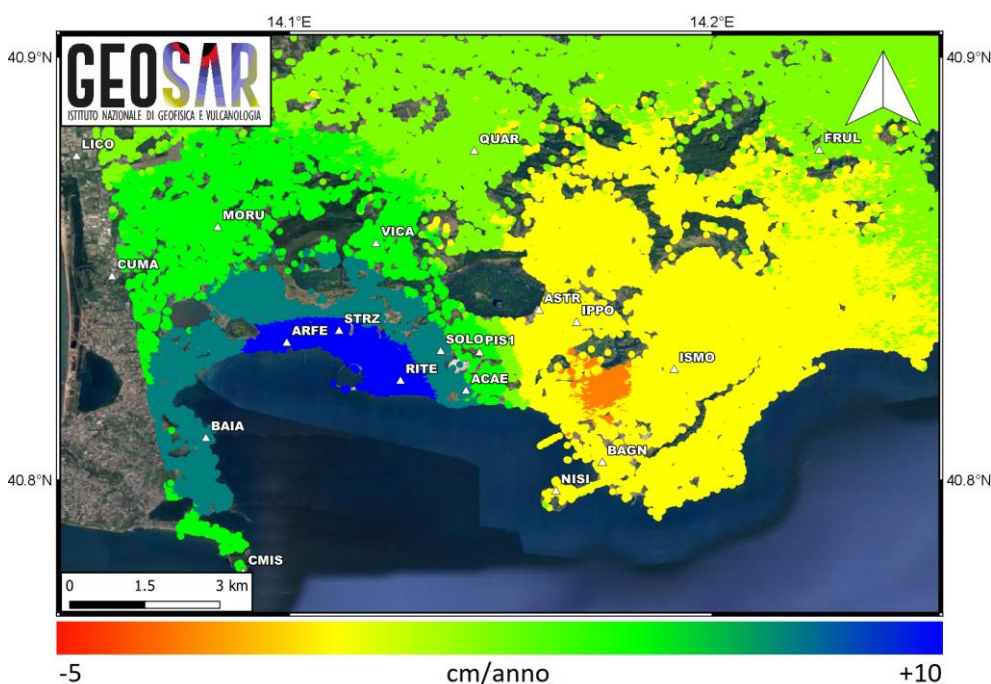 14.1°E
14.2°E
40.9°N
40.9°N
GEOSAR
ISTITUTO NAZIONALE DI GEOFISICA E VULCANOLOGIA
LICO
QUAR
FRUL
MORU
VICA
CUMA
ASTR
IPPO
STRZ
ARFE
SOLO
PIS1
ISMO
RITE
ACAE
BAIA
BAGN
40.8°N
40.8°N
NISI
CMIS
0 1.5 3 km
-5 cm/anno +10